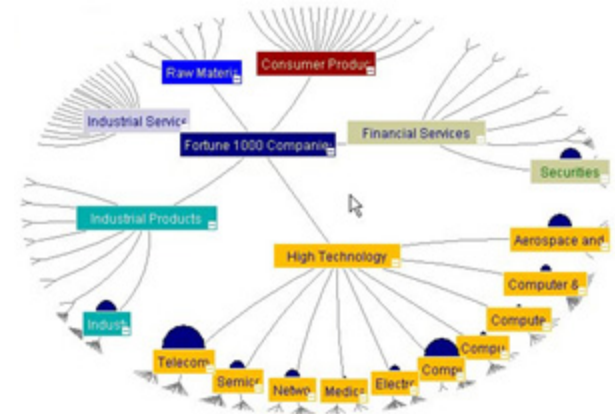 Consumer Produc
Raw Materi
Industrial Service
Financial Services
Fortune 1000 Companie
Securities
Industrial Products
Aerospace and
High Technology
Computer &
Indust
Compute
Compu
Telecom
Comp
Semico
Netwo
Medic
Electr